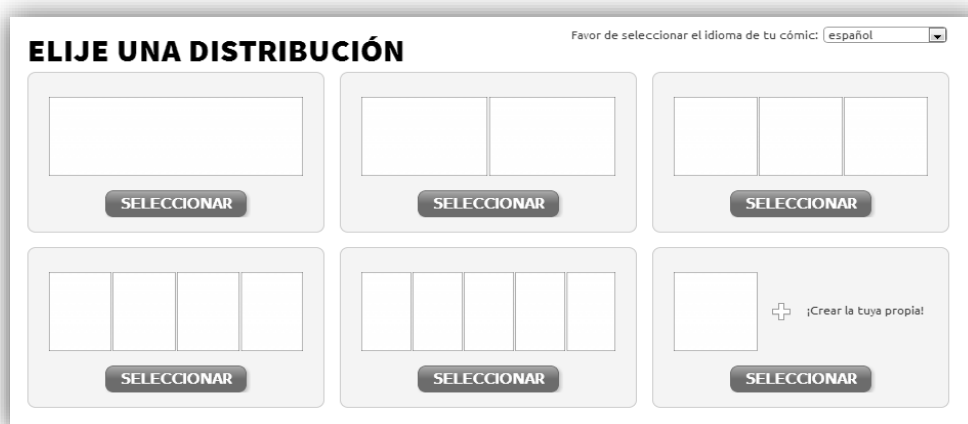 Favor de seleccionar el idioma de tu cómic: español
ELIJE UNA DISTRIBUCIÓN
SELECCIONAR
SELECCIONAR
SELECCIONAR
¡Crear la tuya propia!
SELECCIONAR
SELECCIONAR
SELECCIONAR